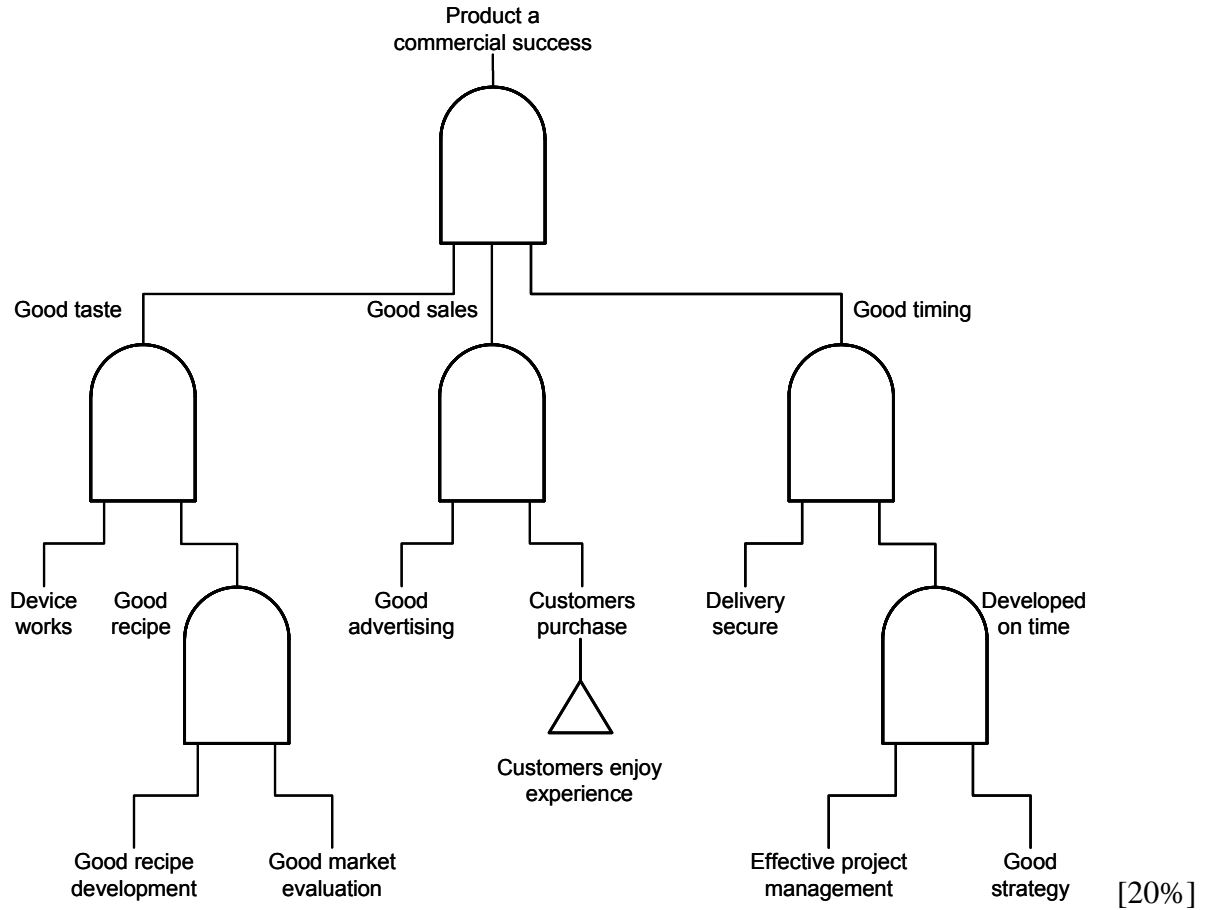 Product a
commercial success
Good taste
Good sales
Good timing
Device
works
Good
recipe
Good
advertising
Customers
purchase
Delivery
secure
Developed
on time
Customers enjoy
experience
Good recipe
development
Good market
evaluation
Effective project
management
Good
strategy
[20%]